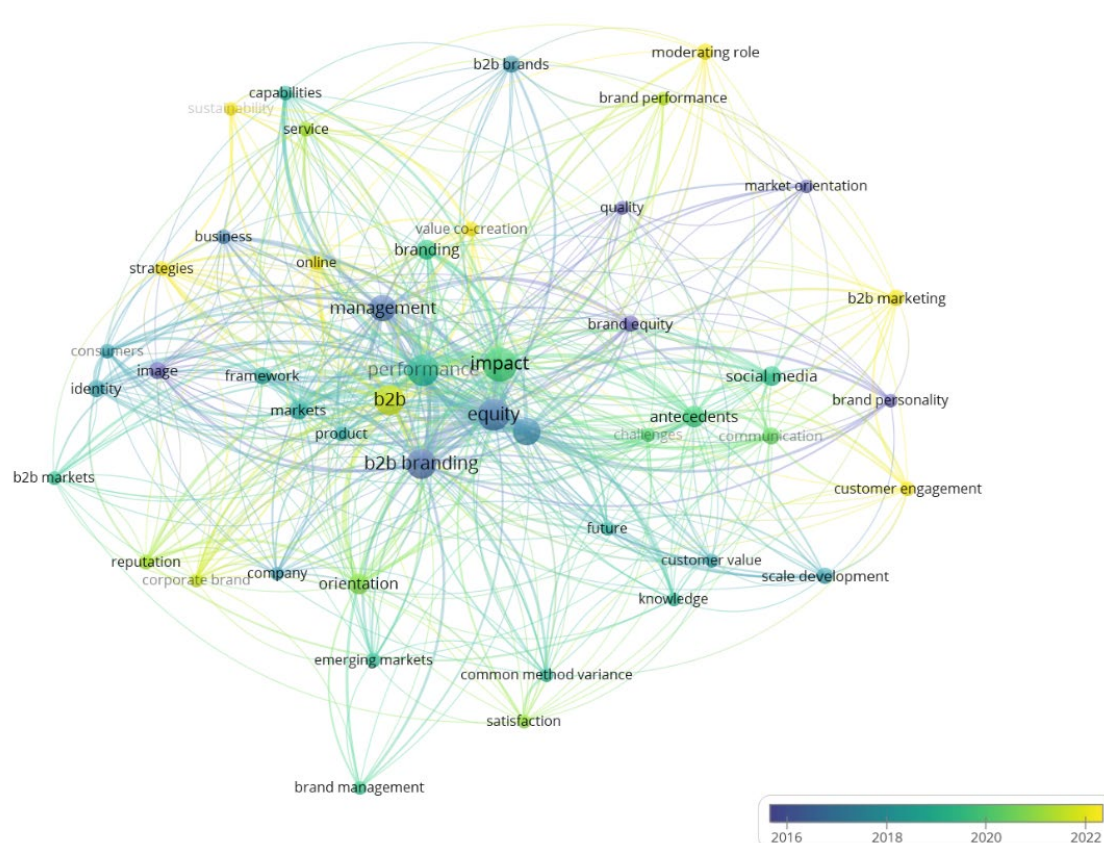 moderating role
b2b brands
capabilities
brand performance
sustainability
service
market orientation
quality
value co-creation
business
branding
online
strategies
b2b marketing
management
brand equity
consumers
impact
performance
image
framework
social media
identity
b2b
brand personality
markets
equity
antecedents
product
challenges
communication
b2b branding
b2b markets
customer engagement
future
reputation
customer value
company
scale development
corporate brand
orientation
knowledge
emerging markets
common method variance
satisfaction
brand management
2016
2018
2020
2022